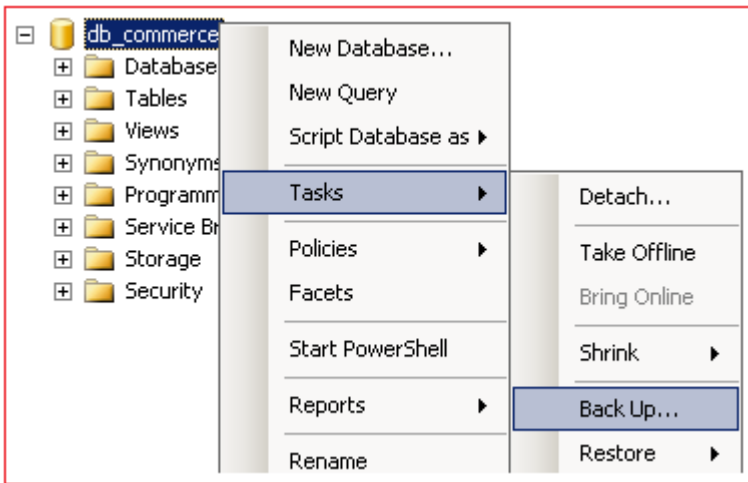 db_commerce
Database
Tables
Views
Synonyms
Programm
Service Br
Storage
Security
New Database...
New Query
Script Database as
Tasks
Policies
Facets
Start PowerShell
Reports
Rename
Detach...
Take Offline
Bring Online
Shrink
Back Up...
Restore